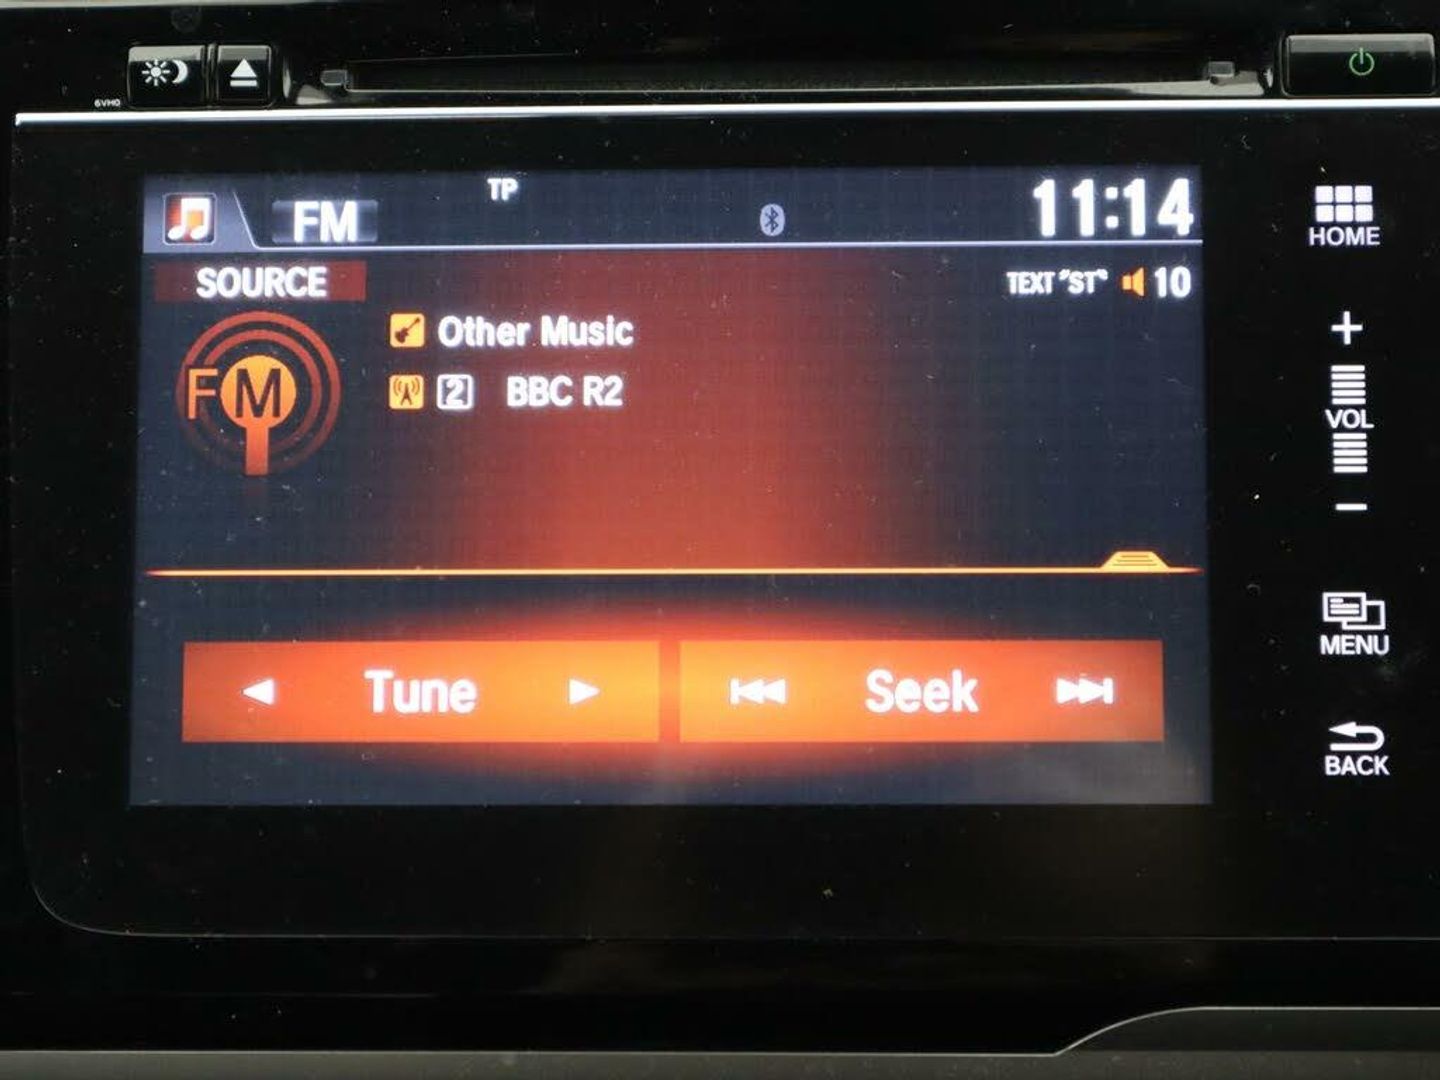 6VH0
TP
FM
11:14
HOME
SOURCE
TEXT "ST" 10
Other Music
FM
2 BBC R2
VOL
Tune
Seek
MENU
BACK